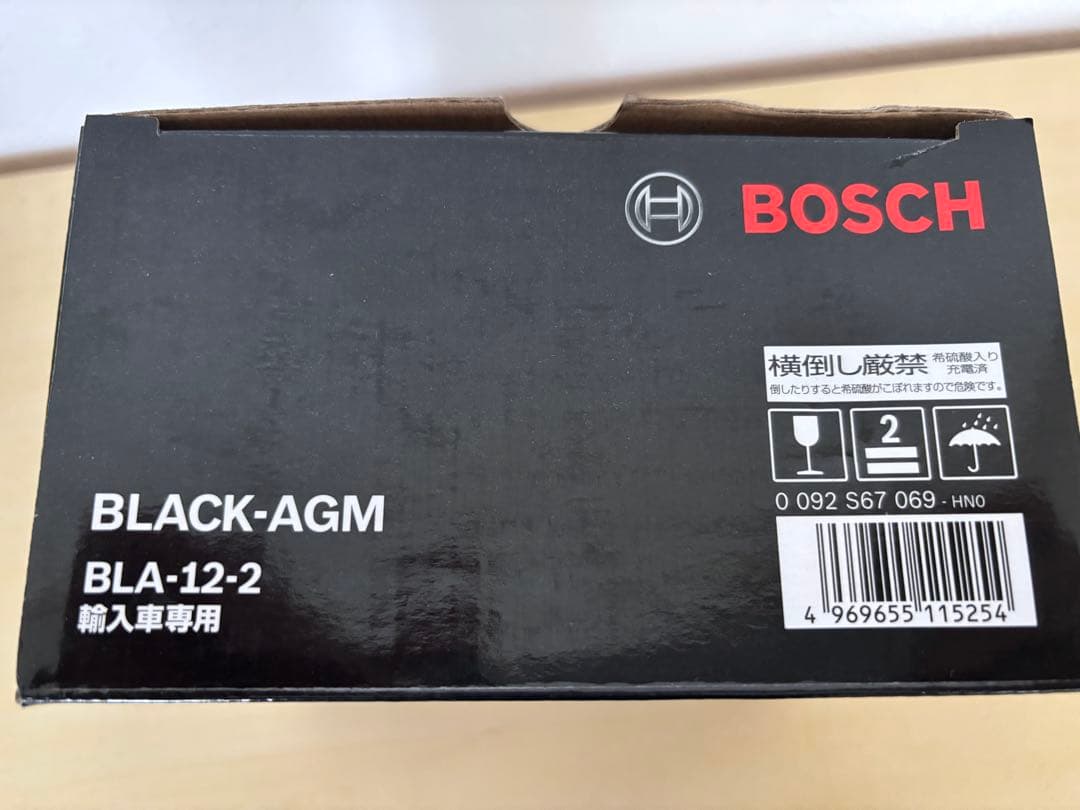 BOSCH
横倒し厳禁 希硫酸入り 充電済
倒したりすると希硫酸がこぼれますので危険です。
2
0 092 S67 069 - HN0
4 969655 115254
BLACK-AGM
BLA-12-2
輸入車専用